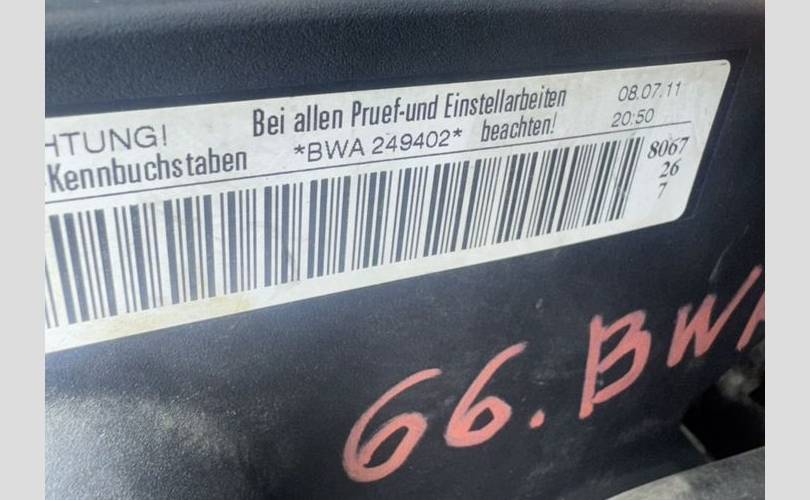 HTUNG! Bei allen Pruef-und Einstellarbeiten 08.07.11
-Kennbuchstaben *BWA 249402* beachten! 20:50
8067
26
7
66.BW